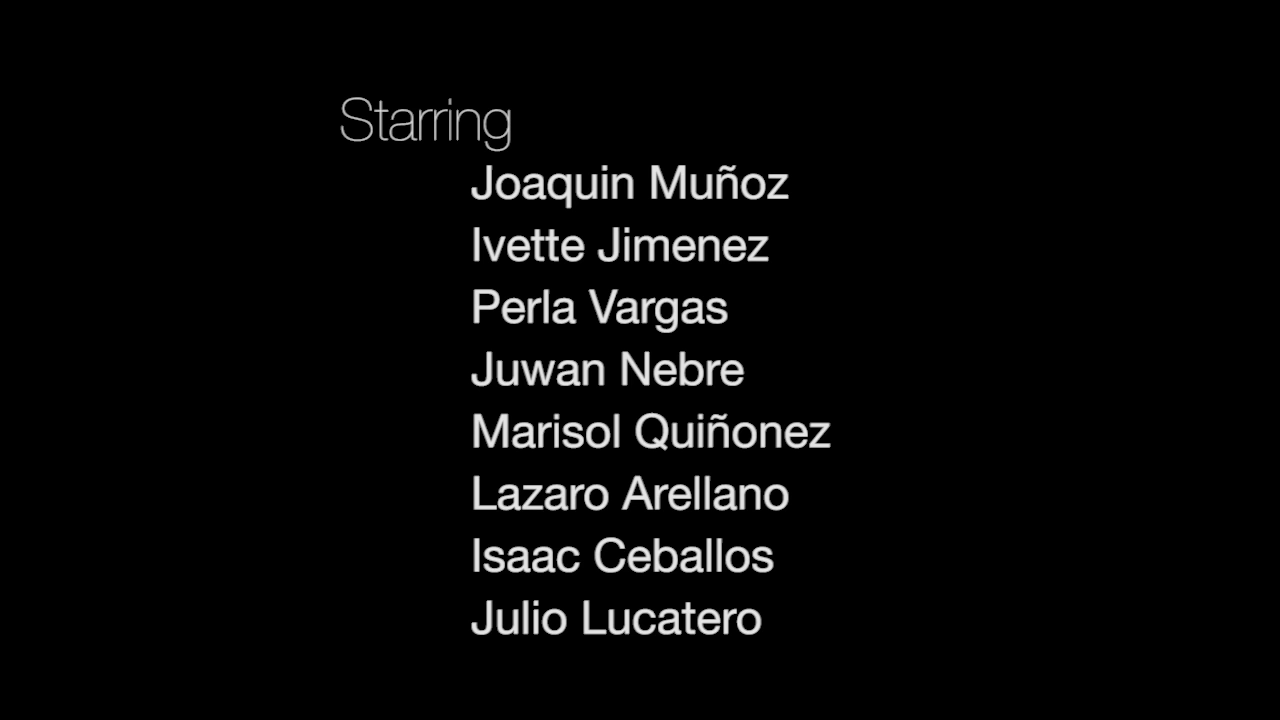 Starring
Joaquin Muñoz
Ivette Jimenez
Perla Vargas
Juwan Nebre
Marisol Quiñonez
Lazaro Arellano
Isaac Ceballos
Julio Lucatero